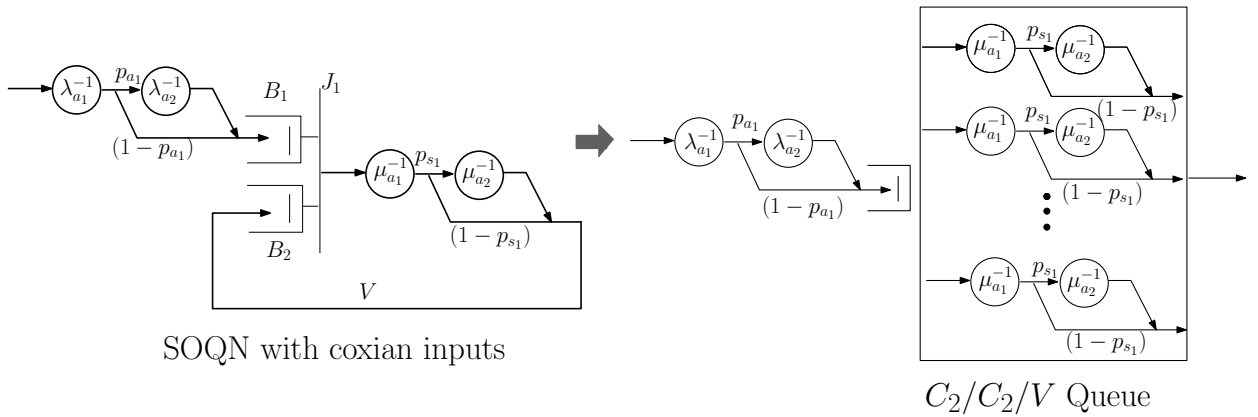 λ_{a_1}^{-1}
p_{a_1}
λ_{a_2}^{-1}
(1 − p_{a_1})
B_1
J_1
B_2
μ_{a_1}^{-1}
p_{s_1}
μ_{a_2}^{-1}
(1 − p_{s_1})
V
SOQN with coxian inputs
λ_{a_1}^{-1}
p_{a_1}
λ_{a_2}^{-1}
(1 − p_{a_1})
μ_{a_1}^{-1}
p_{s_1}
μ_{a_2}^{-1}
(1 − p_{s_1})
μ_{a_1}^{-1}
p_{s_1}
μ_{a_2}^{-1}
(1 − p_{s_1})
μ_{a_1}^{-1}
p_{s_1}
μ_{a_2}^{-1}
(1 − p_{s_1})
C_2/C_2/V Queue